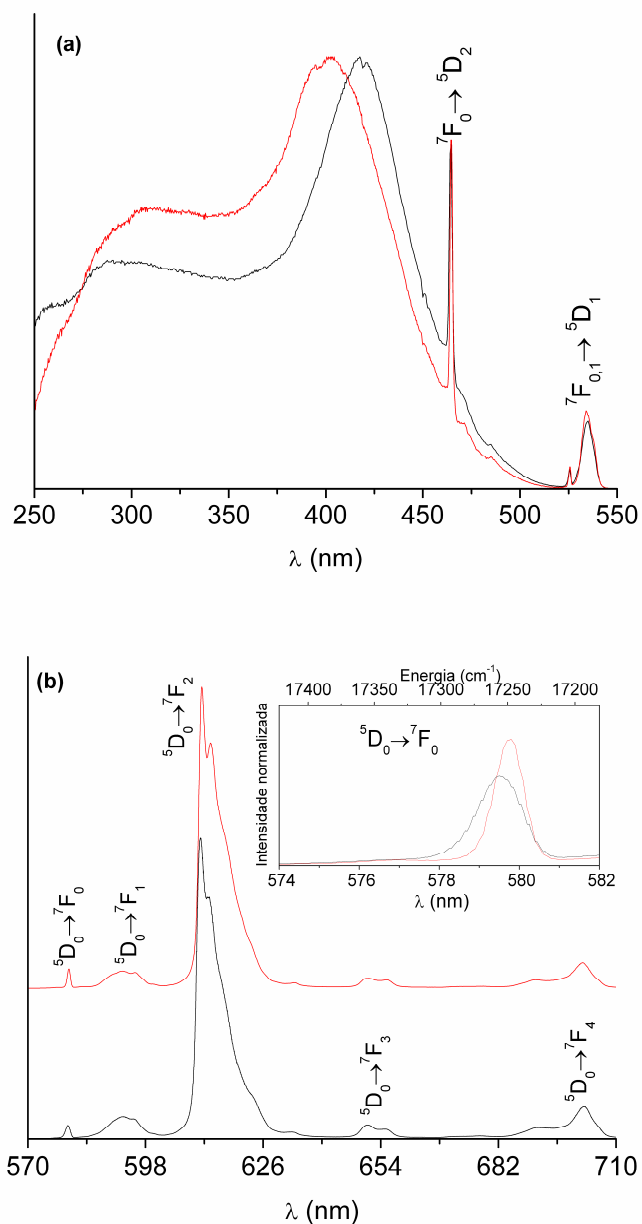 (a)
⁷F₀→ ⁵D₂
⁷F₀,₁→ ⁵D₁
250 300 350 400 450 500 550
λ (nm)
(b)
⁵D₀→⁷F₀
⁵D₀→⁷F₁
⁵D₀→⁷F₂
⁵D₀→⁷F₃
⁵D₀→⁷F₄
Energia (cm⁻¹)
17400 17350 17300 17250 17200
Intensidade normalizada
⁵D₀→⁷F₀
574 576 578 580 582
λ (nm)
570 598 626 654 682 710
λ (nm)